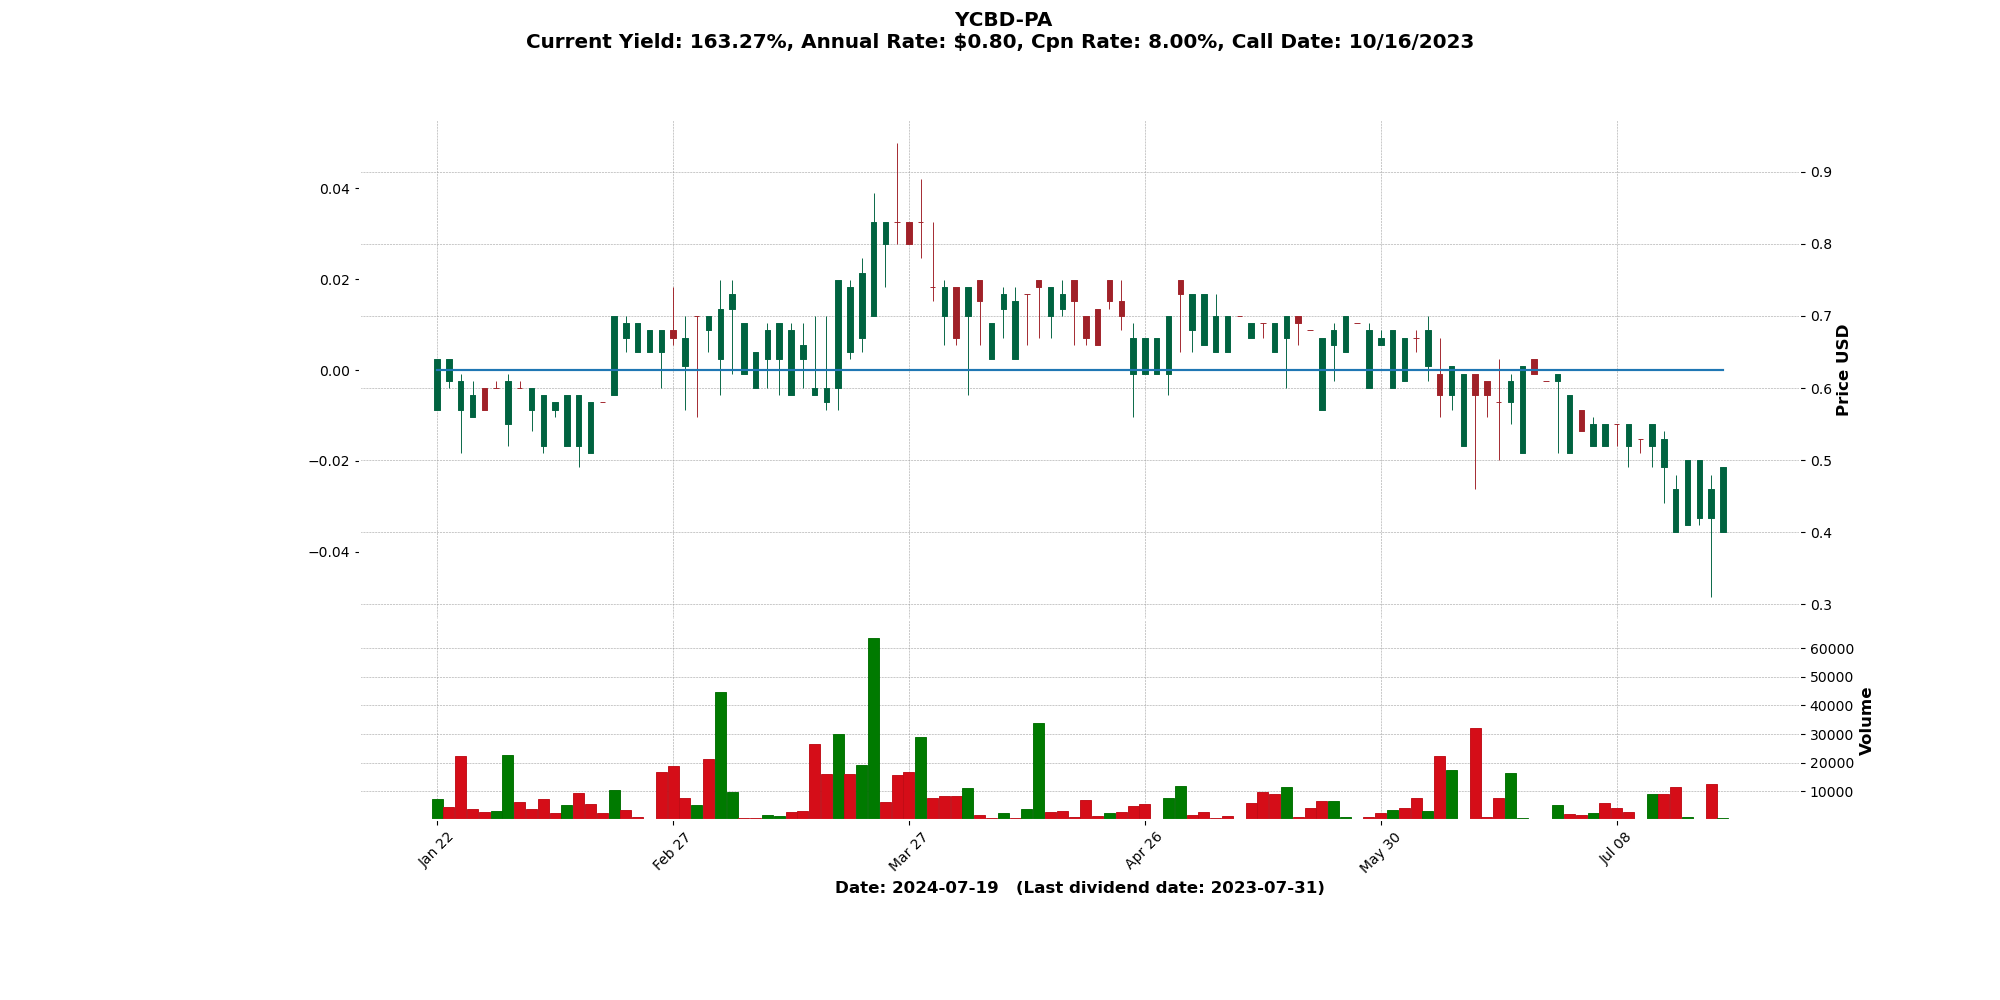 YCBD-PA
Current Yield: 163.27%, Annual Rate: $0.80, Cpn Rate: 8.00%, Call Date: 10/16/2023
0.04
0.02
0.00
−0.02
−0.04
0.9
0.8
0.7
0.6
0.5
0.4
0.3
Price USD
60000
50000
40000
30000
20000
10000
Volume
Jan 22
Feb 27
Mar 27
Apr 26
May 30
Jul 08
Date: 2024-07-19   (Last dividend date: 2023-07-31)